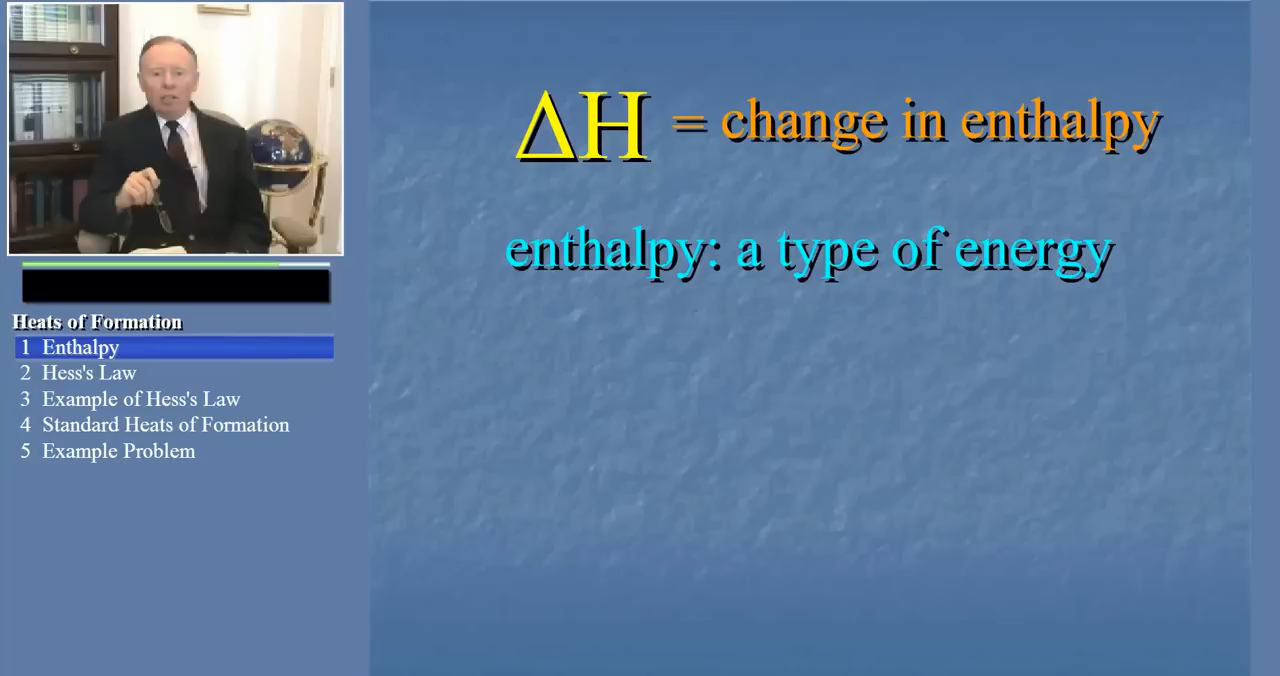 ΔH = change in enthalpy
enthalpy: a type of energy
Heats of Formation
1 Enthalpy
2 Hess's Law
3 Example of Hess's Law
4 Standard Heats of Formation
5 Example Problem